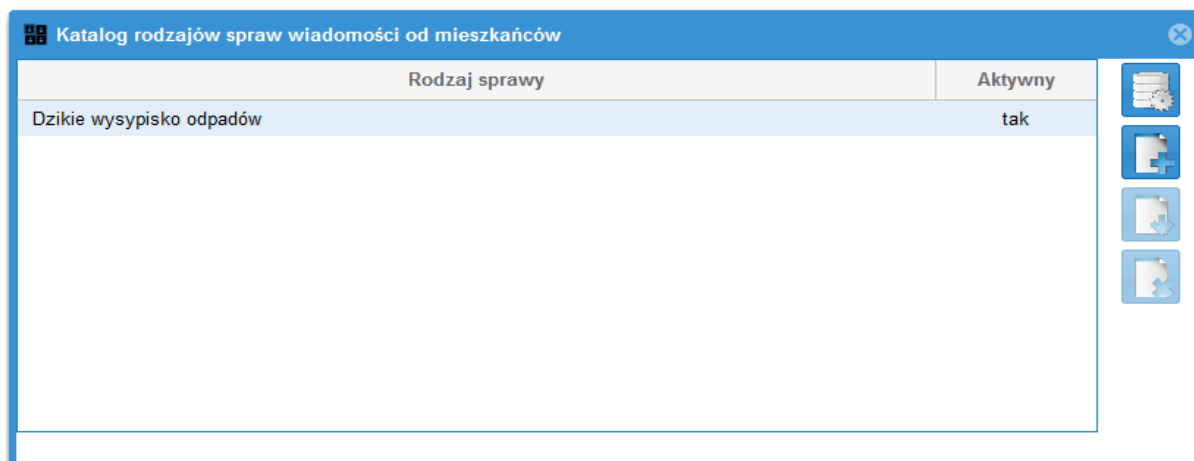 Katalog rodzajów spraw wiadomości od mieszkańców
Rodzaj sprawy Aktywny
Dzikie wysypisko odpadów tak